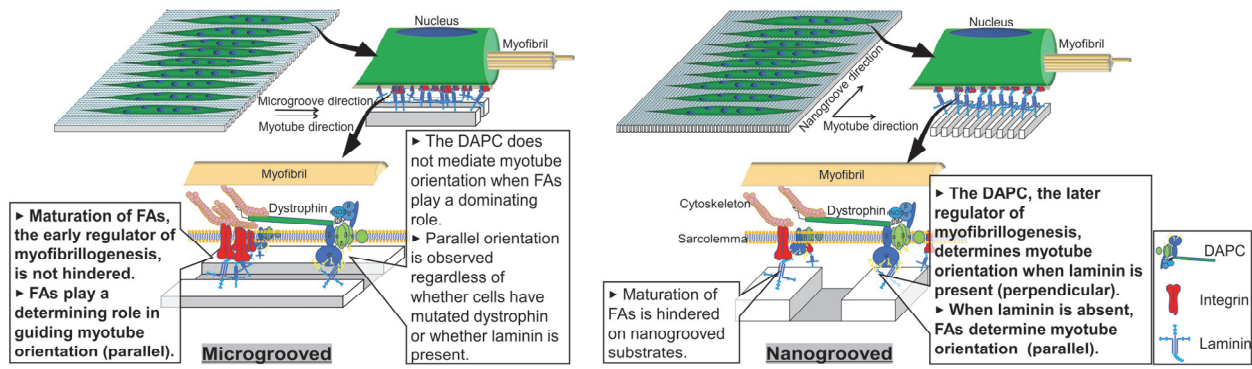 Nucleus
Myofibril
Microgroove direction
Myotube direction
Myofibril
Dystrophin
► Maturation of FAs,
the early regulator of
myofibrillogenesis,
is not hindered.
► FAs play a
determining role in
guiding myotube
orientation (parallel).
► The DAPC does
not mediate myotube
orientation when FAs
play a dominating
role.
► Parallel orientation
is observed
regardless of
whether cells have
mutated dystrophin
or whether laminin is
present.
Microgrooved
Nucleus
Myofibril
Nanogroove direction
Myotube direction
Myofibril
Cytoskeleton
Dystrophin
Sarcolemma
► Maturation of
FAs is hindered
on nanogrooved
substrates.
► The DAPC, the later
regulator of
myofibrillogenesis,
determines myotube
orientation when laminin is
present (perpendicular).
► When laminin is absent,
FAs determine myotube
orientation (parallel).
Nanogrooved
DAPC
Integrin
Laminin